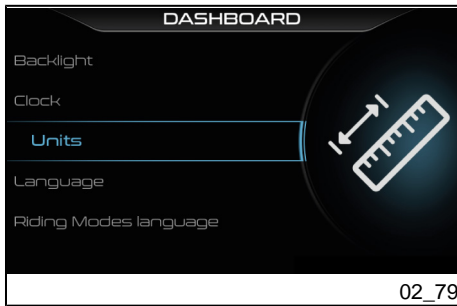 DASHBOARD
Backlight
Clock
Units
Language
Riding Modes language
02_79